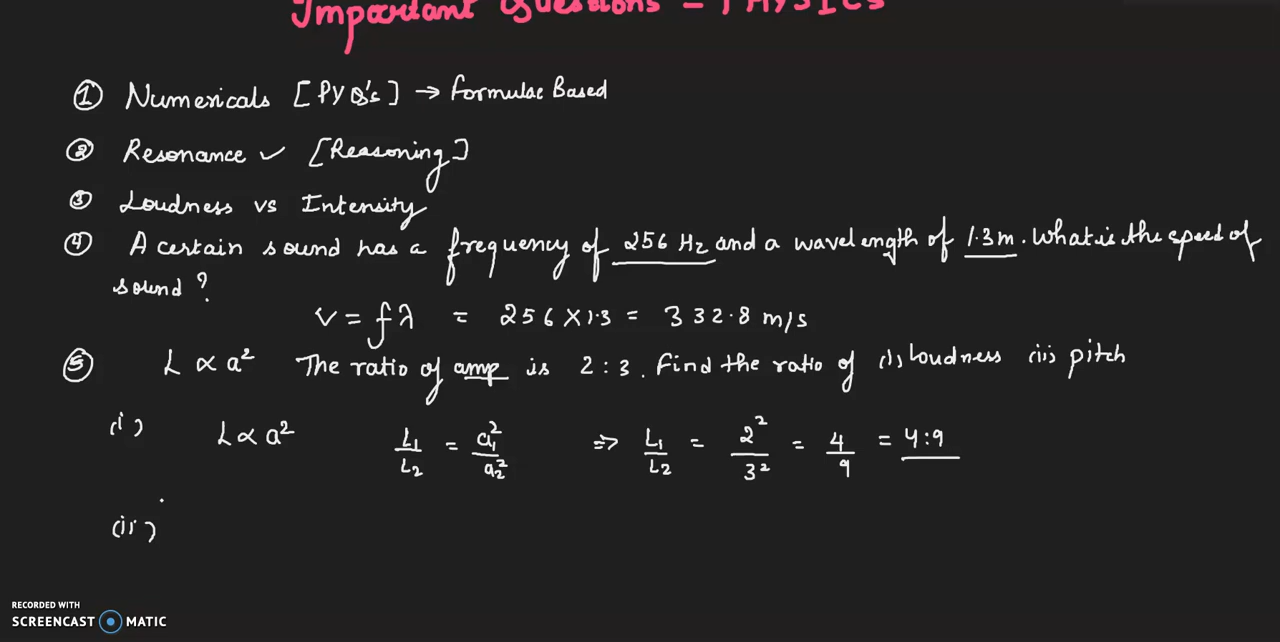 Important Questions - PHYSICS
① Numericals [PYQ's] → Formulae Based
② Resonance ✓ [Reasoning]
③ Loudness vs Intensity
④ A certain sound has a frequency of 256 Hz and a wavelength of 1.3m. What is the speed of
sound?
V = fλ = 256 × 1.3 = 332.8 m/s
⑤ L ∝ a² The ratio of amp is 2:3. Find the ratio of (i) loudness (ii) pitch
(i) L ∝ a² L₁/L₂ = a₁²/a₂² ⇒ L₁/L₂ = 2²/3² = 4/9 = 4:9
(ii)
RECORDED WITH
SCREENCAST MATIC